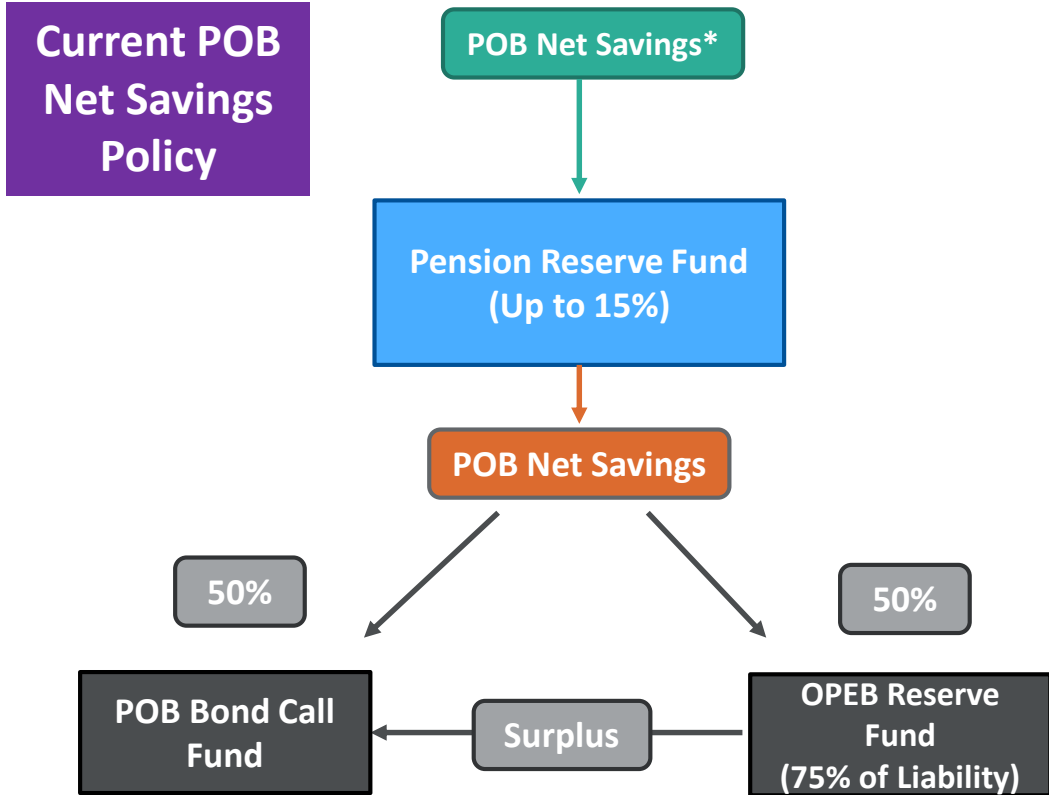 Current POB
Net Savings
Policy
POB Net Savings*
Pension Reserve Fund
(Up to 15%)
POB Net Savings
50%
50%
POB Bond Call
Fund
Surplus
OPEB Reserve
Fund
(75% of Liability)